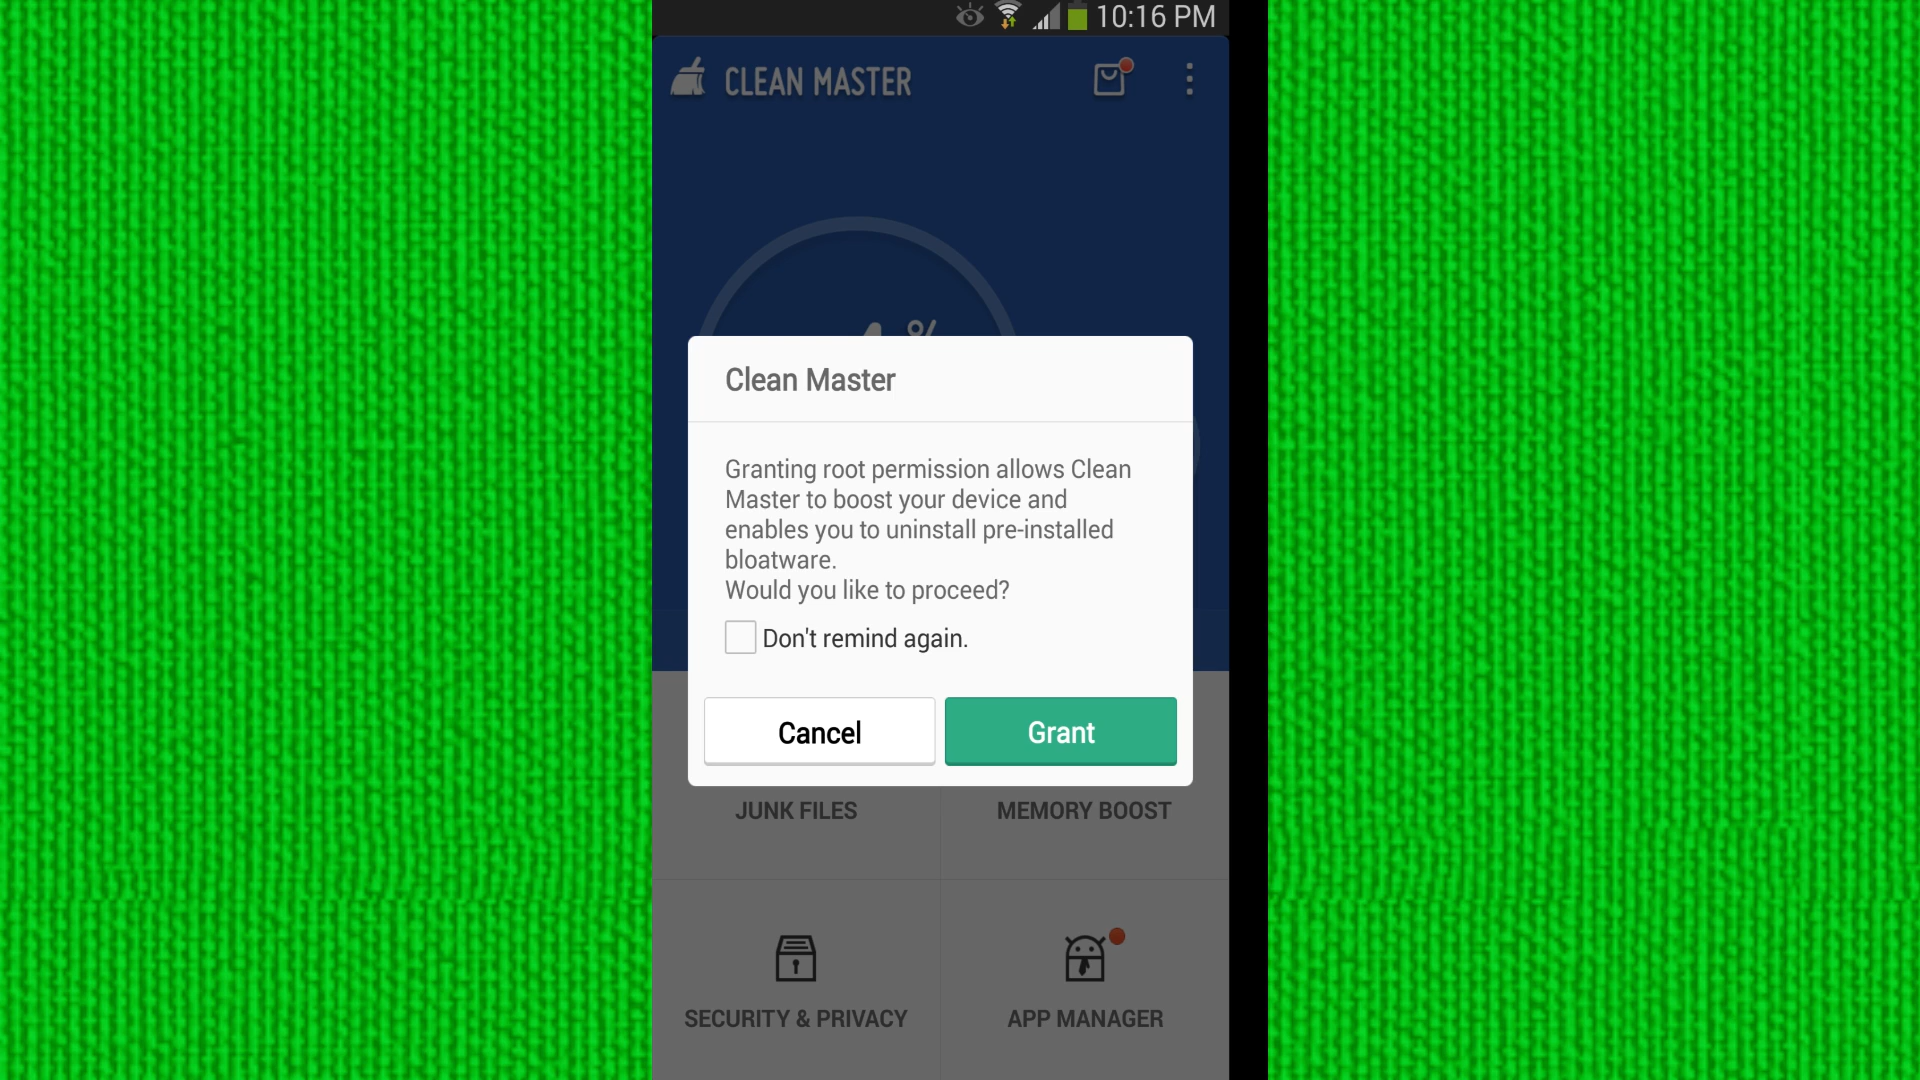 10:16 PM
CLEAN MASTER
%
Clean Master
Granting root permission allows Clean
Master to boost your device and
enables you to uninstall pre-installed
bloatware.
Would you like to proceed?
Don't remind again.
Cancel
Grant
JUNK FILES
MEMORY BOOST
SECURITY & PRIVACY
APP MANAGER